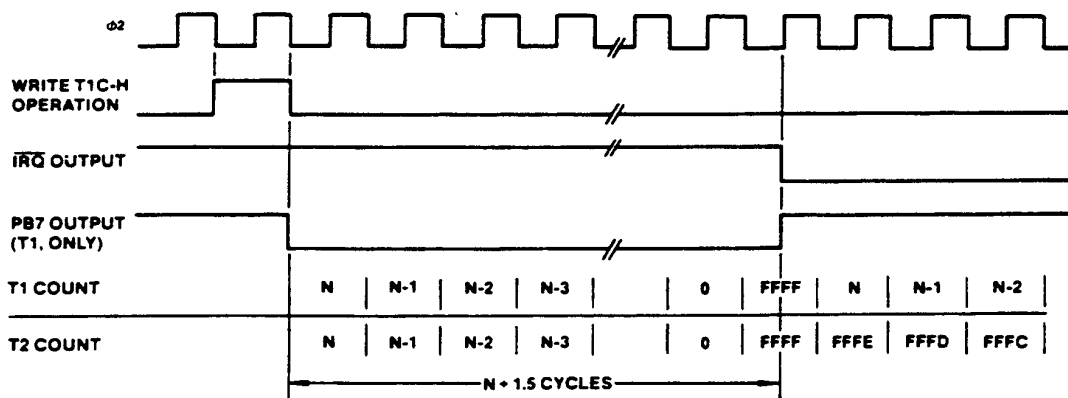 φ2
WRITE T1C-H
OPERATION
IRQ OUTPUT
PB7 OUTPUT
(T1, ONLY)
T1 COUNT N N-1 N-2 N-3 0 FFFF N N-1 N-2
T2 COUNT N N-1 N-2 N-3 0 FFFF FFFE FFFD FFFC
N + 1.5 CYCLES